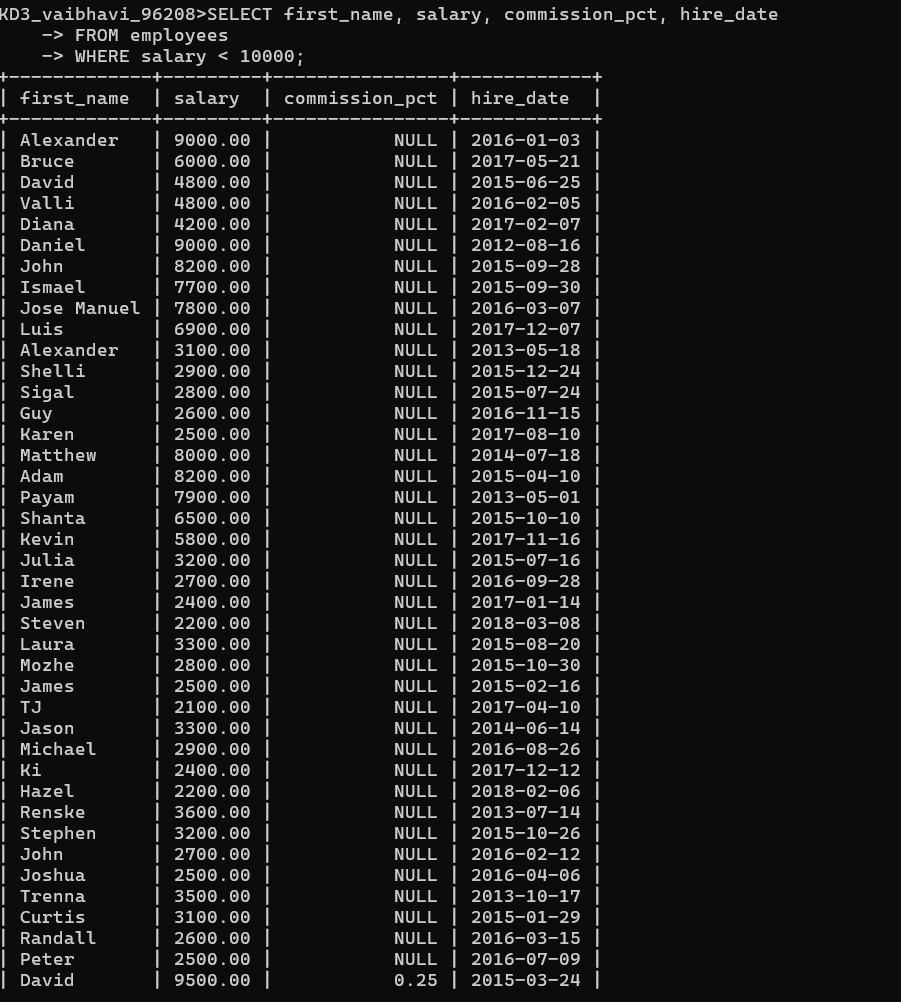 KD3_vaibhavi_96208>SELECT first_name, salary, commission_pct, hire_date
    -> FROM employees
    -> WHERE salary < 10000;
+-------------+---------+----------------+------------+
| first_name  | salary  | commission_pct | hire_date  |
+-------------+---------+----------------+------------+
| Alexander   | 9000.00 |           NULL | 2016-01-03 |
| Bruce       | 6000.00 |           NULL | 2017-05-21 |
| David       | 4800.00 |           NULL | 2015-06-25 |
| Valli       | 4800.00 |           NULL | 2016-02-05 |
| Diana       | 4200.00 |           NULL | 2017-02-07 |
| Daniel      | 9000.00 |           NULL | 2012-08-16 |
| John        | 8200.00 |           NULL | 2015-09-28 |
| Ismael      | 7700.00 |           NULL | 2015-09-30 |
| Jose Manuel | 7800.00 |           NULL | 2016-03-07 |
| Luis        | 6900.00 |           NULL | 2017-12-07 |
| Alexander   | 3100.00 |           NULL | 2013-05-18 |
| Shelli      | 2900.00 |           NULL | 2015-12-24 |
| Sigal       | 2800.00 |           NULL | 2015-07-24 |
| Guy         | 2600.00 |           NULL | 2016-11-15 |
| Karen       | 2500.00 |           NULL | 2017-08-10 |
| Matthew     | 8000.00 |           NULL | 2014-07-18 |
| Adam        | 8200.00 |           NULL | 2015-04-10 |
| Payam       | 7900.00 |           NULL | 2013-05-01 |
| Shanta      | 6500.00 |           NULL | 2015-10-10 |
| Kevin       | 5800.00 |           NULL | 2017-11-16 |
| Julia       | 3200.00 |           NULL | 2015-07-16 |
| Irene       | 2700.00 |           NULL | 2016-09-28 |
| James       | 2400.00 |           NULL | 2017-01-14 |
| Steven      | 2200.00 |           NULL | 2018-03-08 |
| Laura       | 3300.00 |           NULL | 2015-08-20 |
| Mozhe       | 2800.00 |           NULL | 2015-10-30 |
| James       | 2500.00 |           NULL | 2015-02-16 |
| TJ          | 2100.00 |           NULL | 2017-04-10 |
| Jason       | 3300.00 |           NULL | 2014-06-14 |
| Michael     | 2900.00 |           NULL | 2016-08-26 |
| Ki          | 2400.00 |           NULL | 2017-12-12 |
| Hazel       | 2200.00 |           NULL | 2018-02-06 |
| Renske      | 3600.00 |           NULL | 2013-07-14 |
| Stephen     | 3200.00 |           NULL | 2015-10-26 |
| John        | 2700.00 |           NULL | 2016-02-12 |
| Joshua      | 2500.00 |           NULL | 2016-04-06 |
| Trenna      | 3500.00 |           NULL | 2013-10-17 |
| Curtis      | 3100.00 |           NULL | 2015-01-29 |
| Randall     | 2600.00 |           NULL | 2016-03-15 |
| Peter       | 2500.00 |           NULL | 2016-07-09 |
| David       | 9500.00 |           0.25 | 2015-03-24 |